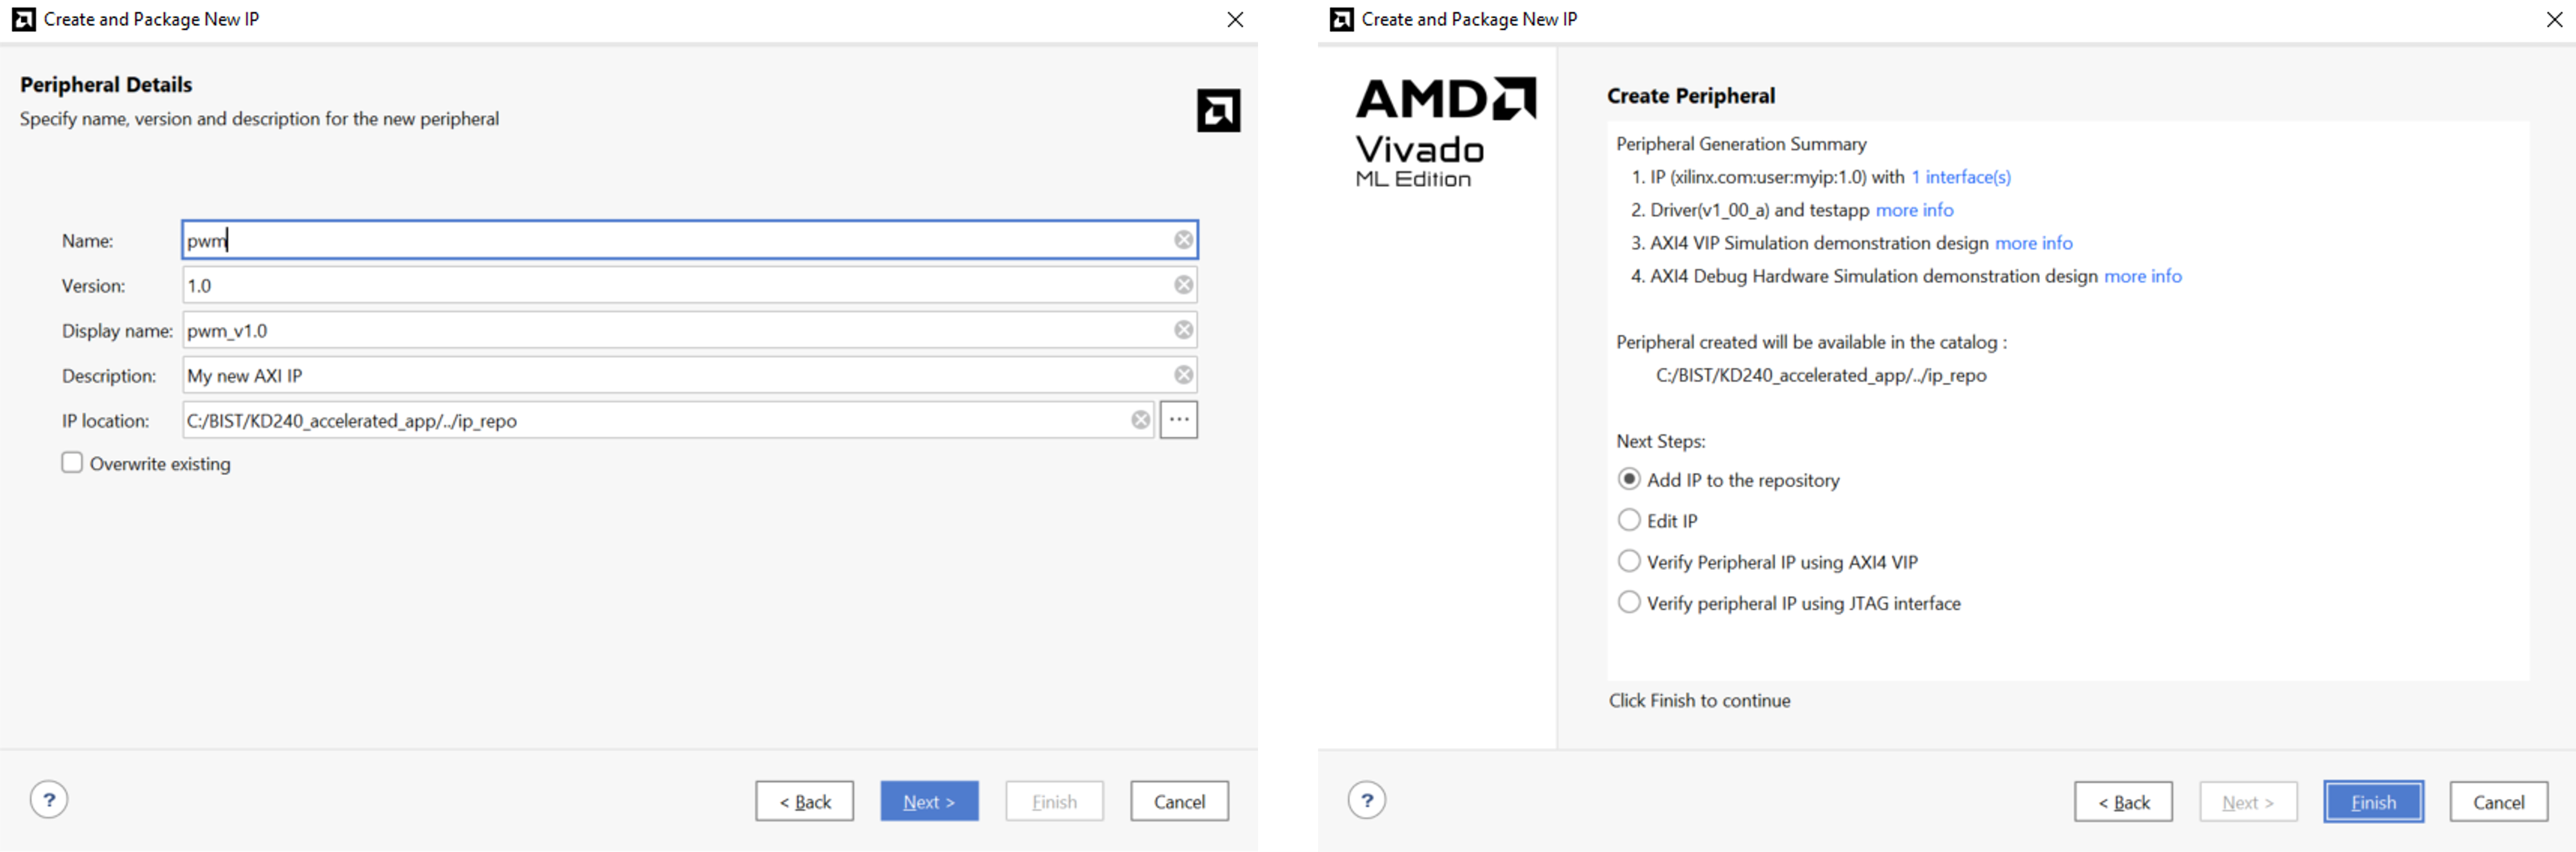 Create and Package New IP
Peripheral Details
Specify name, version and description for the new peripheral
Name: pwm
Version: 1.0
Display name: pwm_v1.0
Description: My new AXI IP
IP location: C:/BIST/KD240_accelerated_app/../ip_repo ...
Overwrite existing
? < Back Next > Finish Cancel
Create and Package New IP
AMD
Vivado
ML Edition
Create Peripheral
Peripheral Generation Summary
1. IP (xilinx.com:user:myip:1.0) with 1 interface(s)
2. Driver(v1_00_a) and testapp more info
3. AXI4 VIP Simulation demonstration design more info
4. AXI4 Debug Hardware Simulation demonstration design more info
Peripheral created will be available in the catalog :
C:/BIST/KD240_accelerated_app/../ip_repo
Next Steps:
Add IP to the repository
Edit IP
Verify Peripheral IP using AXI4 VIP
Verify peripheral IP using JTAG interface
Click Finish to continue
? < Back Next > Finish Cancel